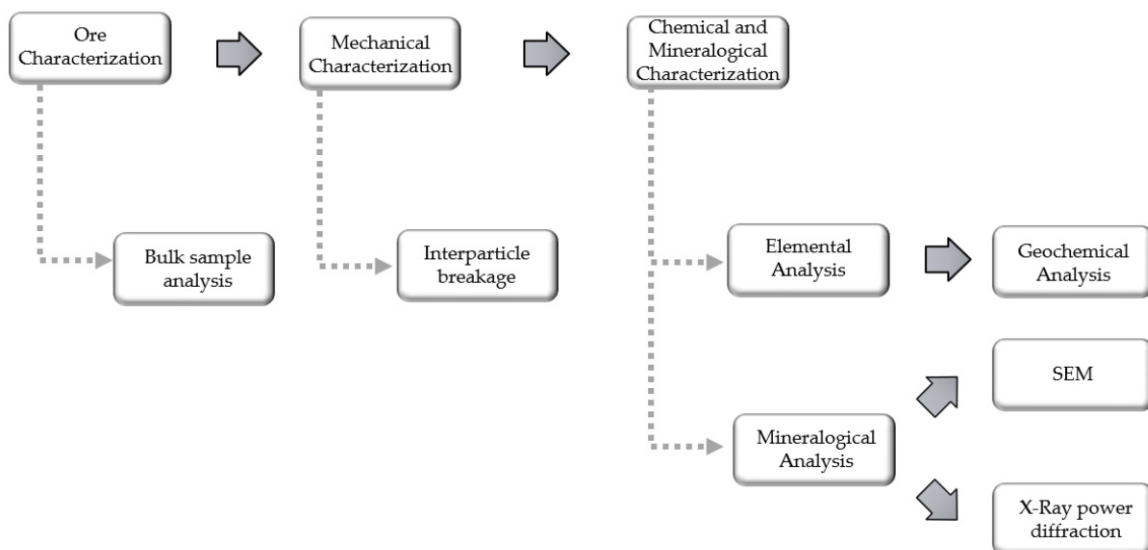 Ore
Characterization
Mechanical
Characterization
Chemical and
Mineralogical
Characterization
Bulk sample
analysis
Interparticle
breakage
Elemental
Analysis
Geochemical
Analysis
SEM
Mineralogical
Analysis
X-Ray power
diffraction